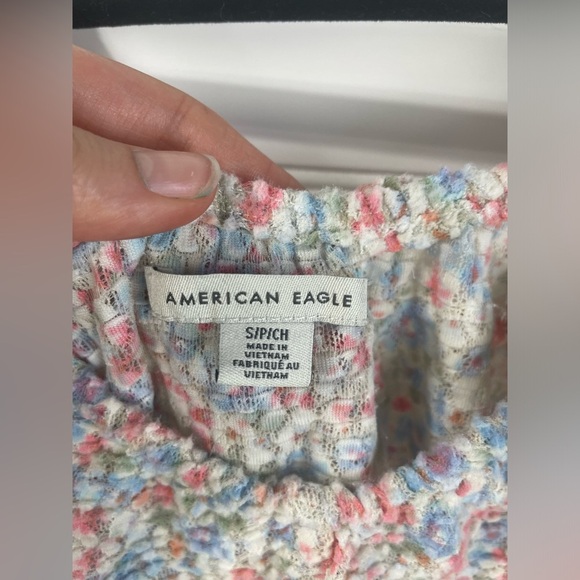 AMERICAN EAGLE
S/P/CH
MADE IN
VIETNAM
FABRIQUÉ AU
VIETNAM